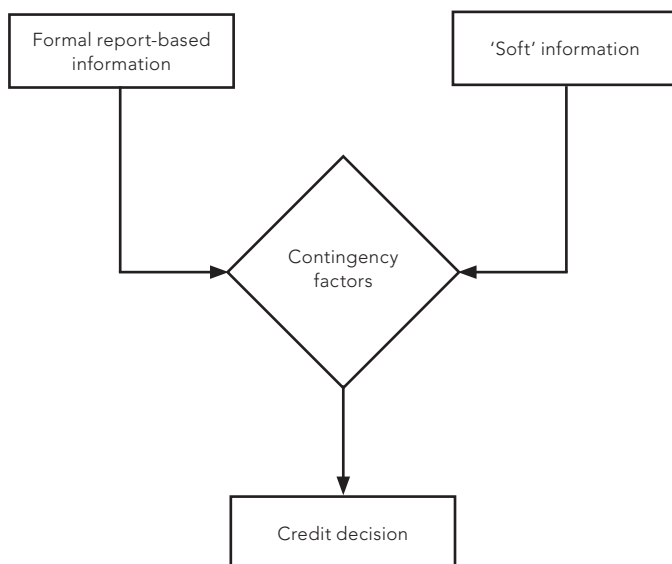 Formal report-based
information
‘Soft’ information
Contingency
factors
Credit decision